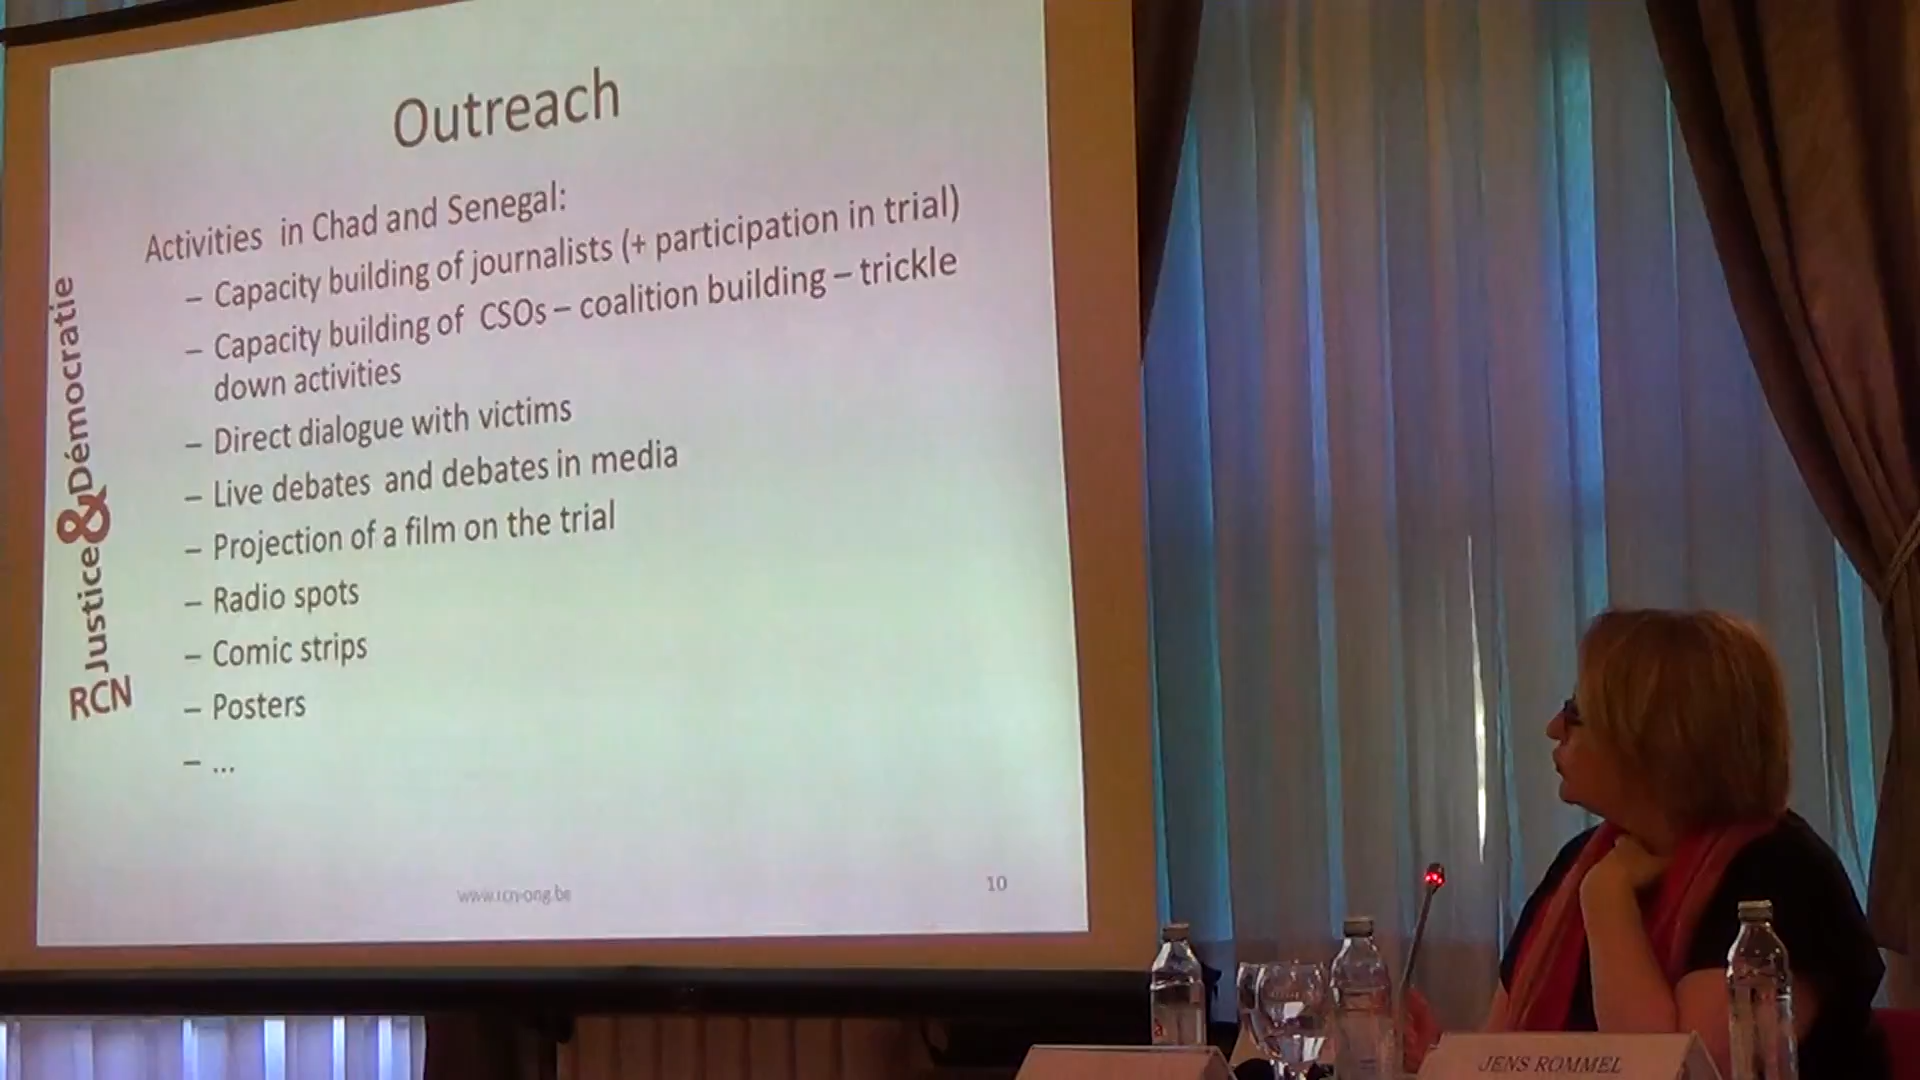 Outreach
Activities in Chad and Senegal:
– Capacity building of journalists (+ participation in trial)
– Capacity building of CSOs – coalition building – trickle
down activities
– Direct dialogue with victims
– Live debates and debates in media
– Projection of a film on the trial
– Radio spots
– Comic strips
– Posters
– ...
RCN Justice & Démocratie
www.rcn-ong.be
10
JENS ROMMEL